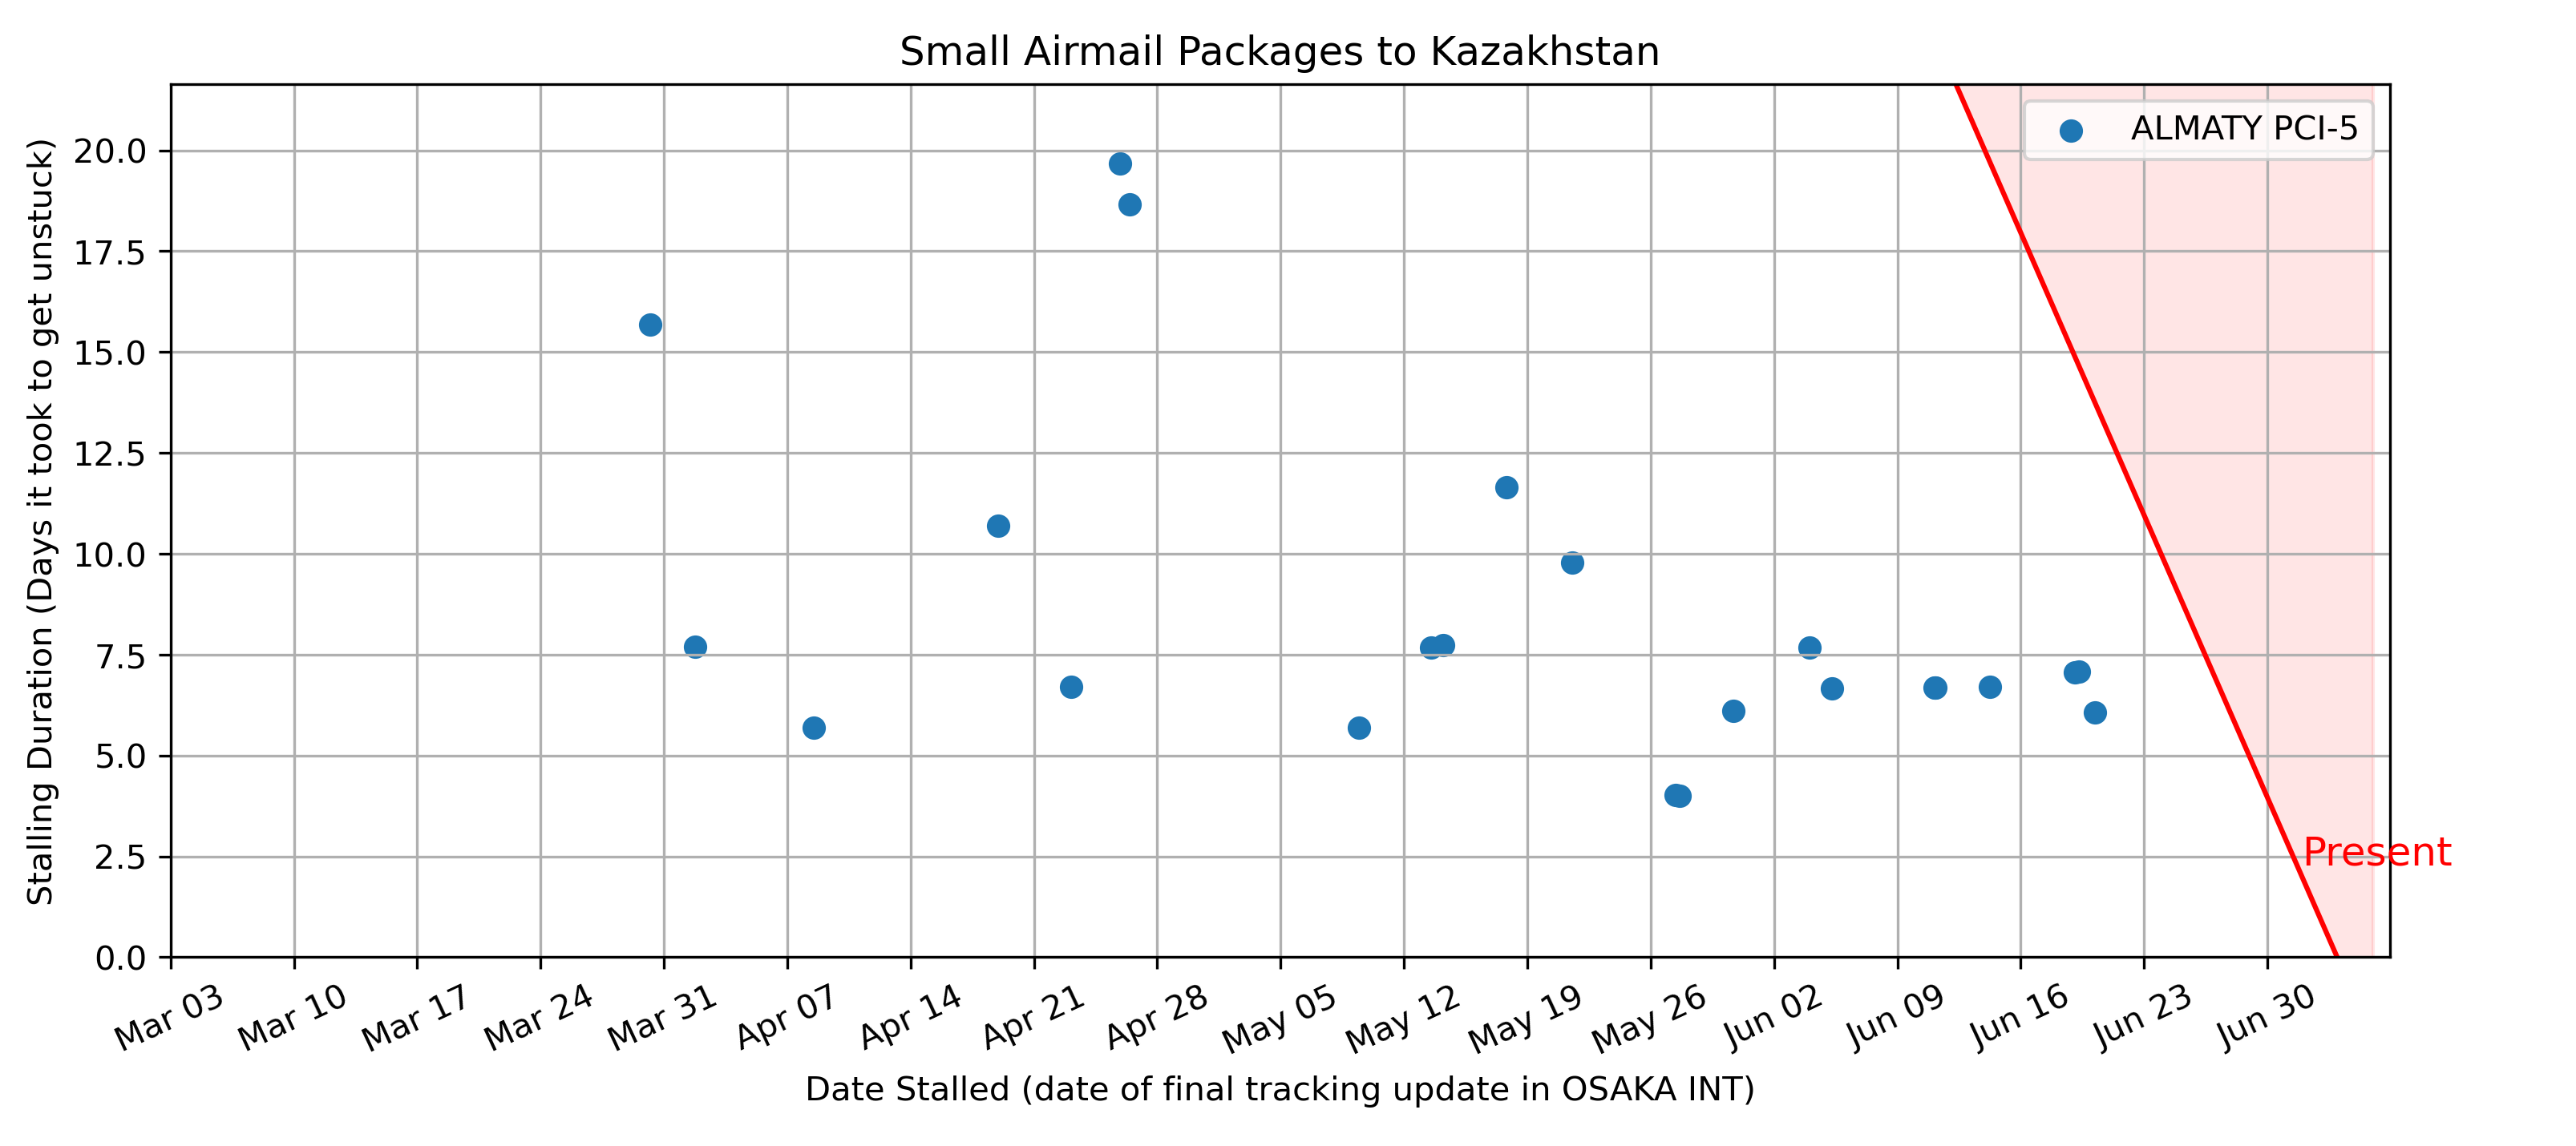 Small Airmail Packages to Kazakhstan
ALMATY PCI-5
Stalling Duration (Days it took to get unstuck)
20.0
17.5
15.0
12.5
10.0
7.5
5.0
2.5
0.0
Present
Mar 03
Mar 10
Mar 17
Mar 24
Mar 31
Apr 07
Apr 14
Apr 21
Apr 28
May 05
May 12
May 19
May 26
Jun 02
Jun 09
Jun 16
Jun 23
Jun 30
Date Stalled (date of final tracking update in OSAKA INT)